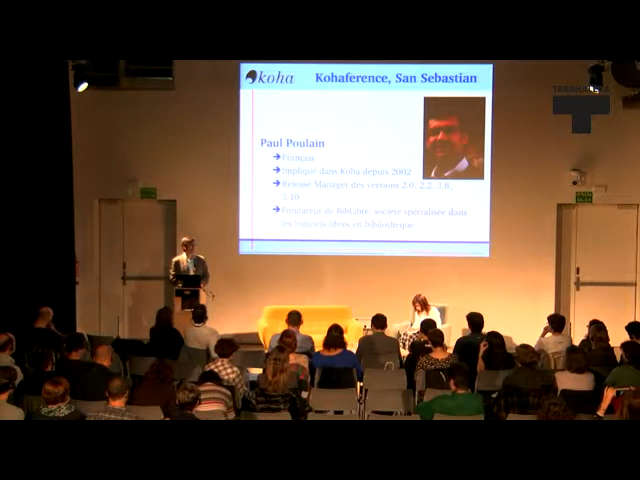 koha
Kohaference, San Sebastian
TABAKALERA
Paul Poulain
Français
Impliqué dans Koha depuis 2002
Release Manager des versions 2.0, 2.2, 3.8,
3.10
Fondateur de BibLibre, société spécialisée dans
les logiciels libres en bibliothèque